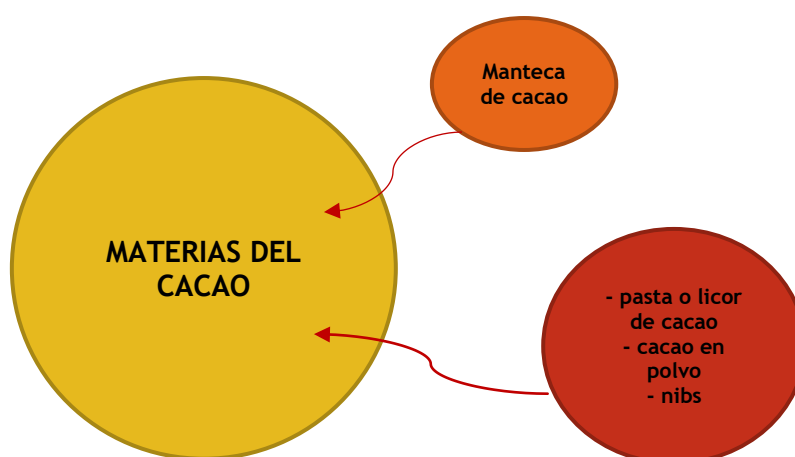 Manteca
de cacao
MATERIAS DEL
CACAO
- pasta o licor
de cacao
- cacao en
polvo
- nibs